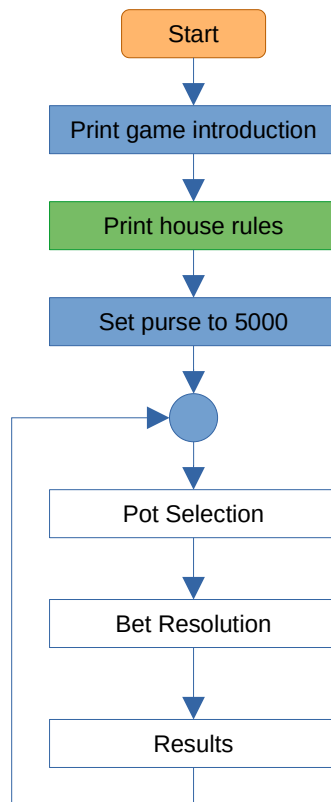 Start
Print game introduction
Print house rules
Set purse to 5000
Pot Selection
Bet Resolution
Results